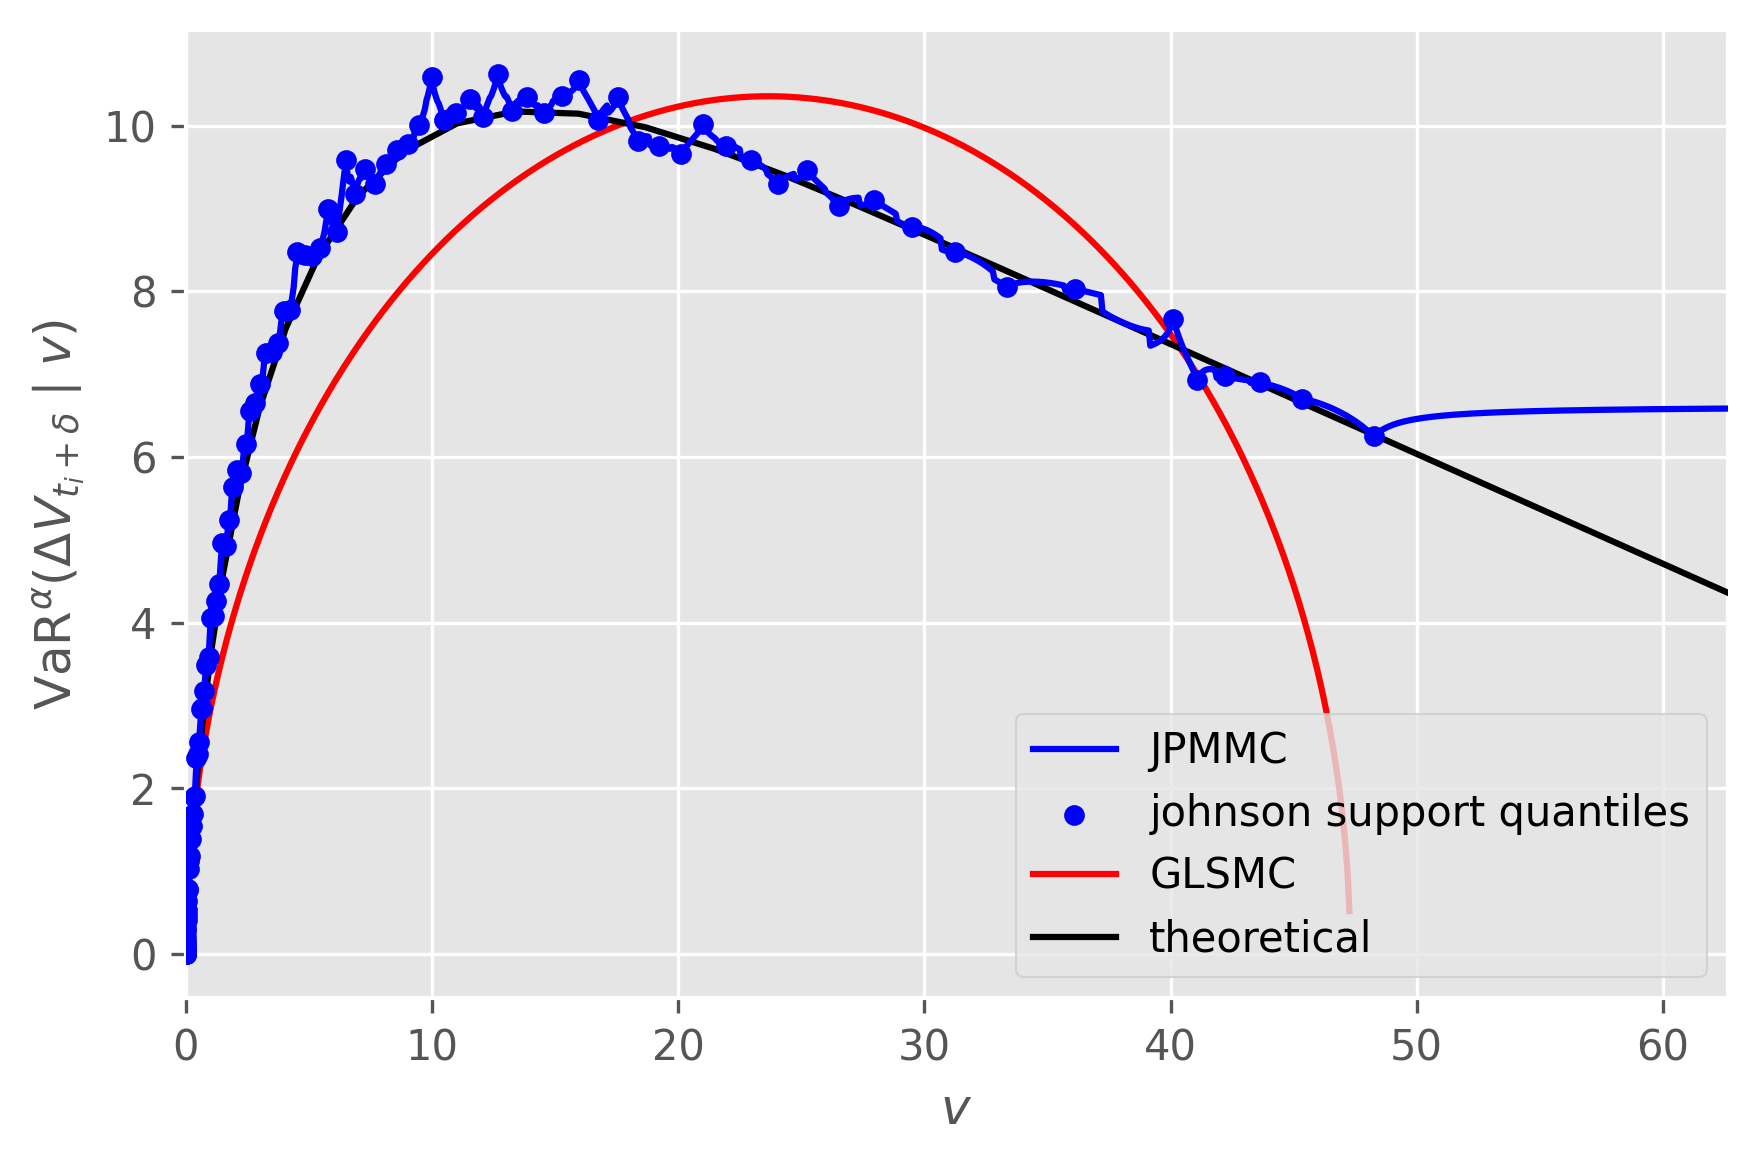 VaR^α(ΔV_{t_i + δ} | v)
10
8
6
4
2
0
0 10 20 30 40 50 60
v
JPMMC
johnson support quantiles
GLSMC
theoretical